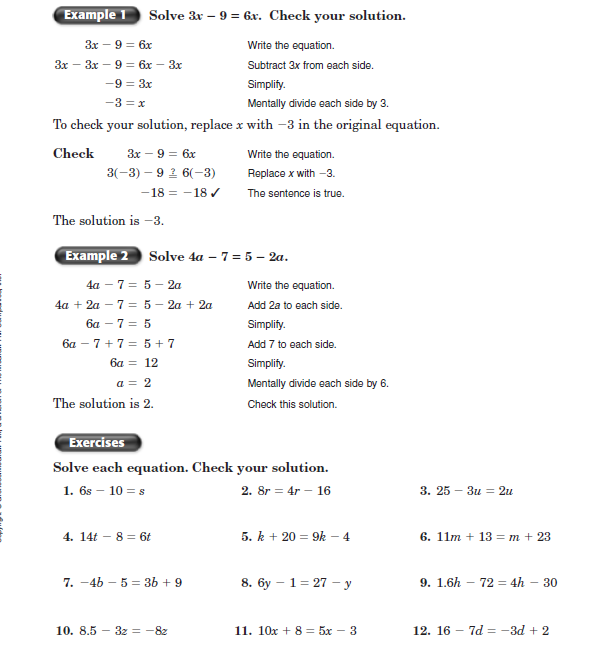 Example 1 Solve 3x – 9 = 6x. Check your solution.
3x – 9 = 6x Write the equation.
3x – 3x – 9 = 6x – 3x Subtract 3x from each side.
–9 = 3x Simplify.
–3 = x Mentally divide each side by 3.
To check your solution, replace x with –3 in the original equation.
Check 3x – 9 = 6x Write the equation.
3(–3) – 9 ≟ 6(–3) Replace x with –3.
–18 = –18 ✓ The sentence is true.
The solution is –3.
Example 2 Solve 4a – 7 = 5 – 2a.
4a – 7 = 5 – 2a Write the equation.
4a + 2a – 7 = 5 – 2a + 2a Add 2a to each side.
6a – 7 = 5 Simplify.
6a – 7 + 7 = 5 + 7 Add 7 to each side.
6a = 12 Simplify.
a = 2 Mentally divide each side by 6.
The solution is 2. Check this solution.
Exercises
Solve each equation. Check your solution.
1. 6s – 10 = s 2. 8r = 4r – 16 3. 25 – 3u = 2u
4. 14t – 8 = 6t 5. k + 20 = 9k – 4 6. 11m + 13 = m + 23
7. –4b – 5 = 3b + 9 8. 6y – 1 = 27 – y 9. 1.6h – 72 = 4h – 30
10. 8.5 – 3z = –8z 11. 10x + 8 = 5x – 3 12. 16 – 7d = –3d + 2